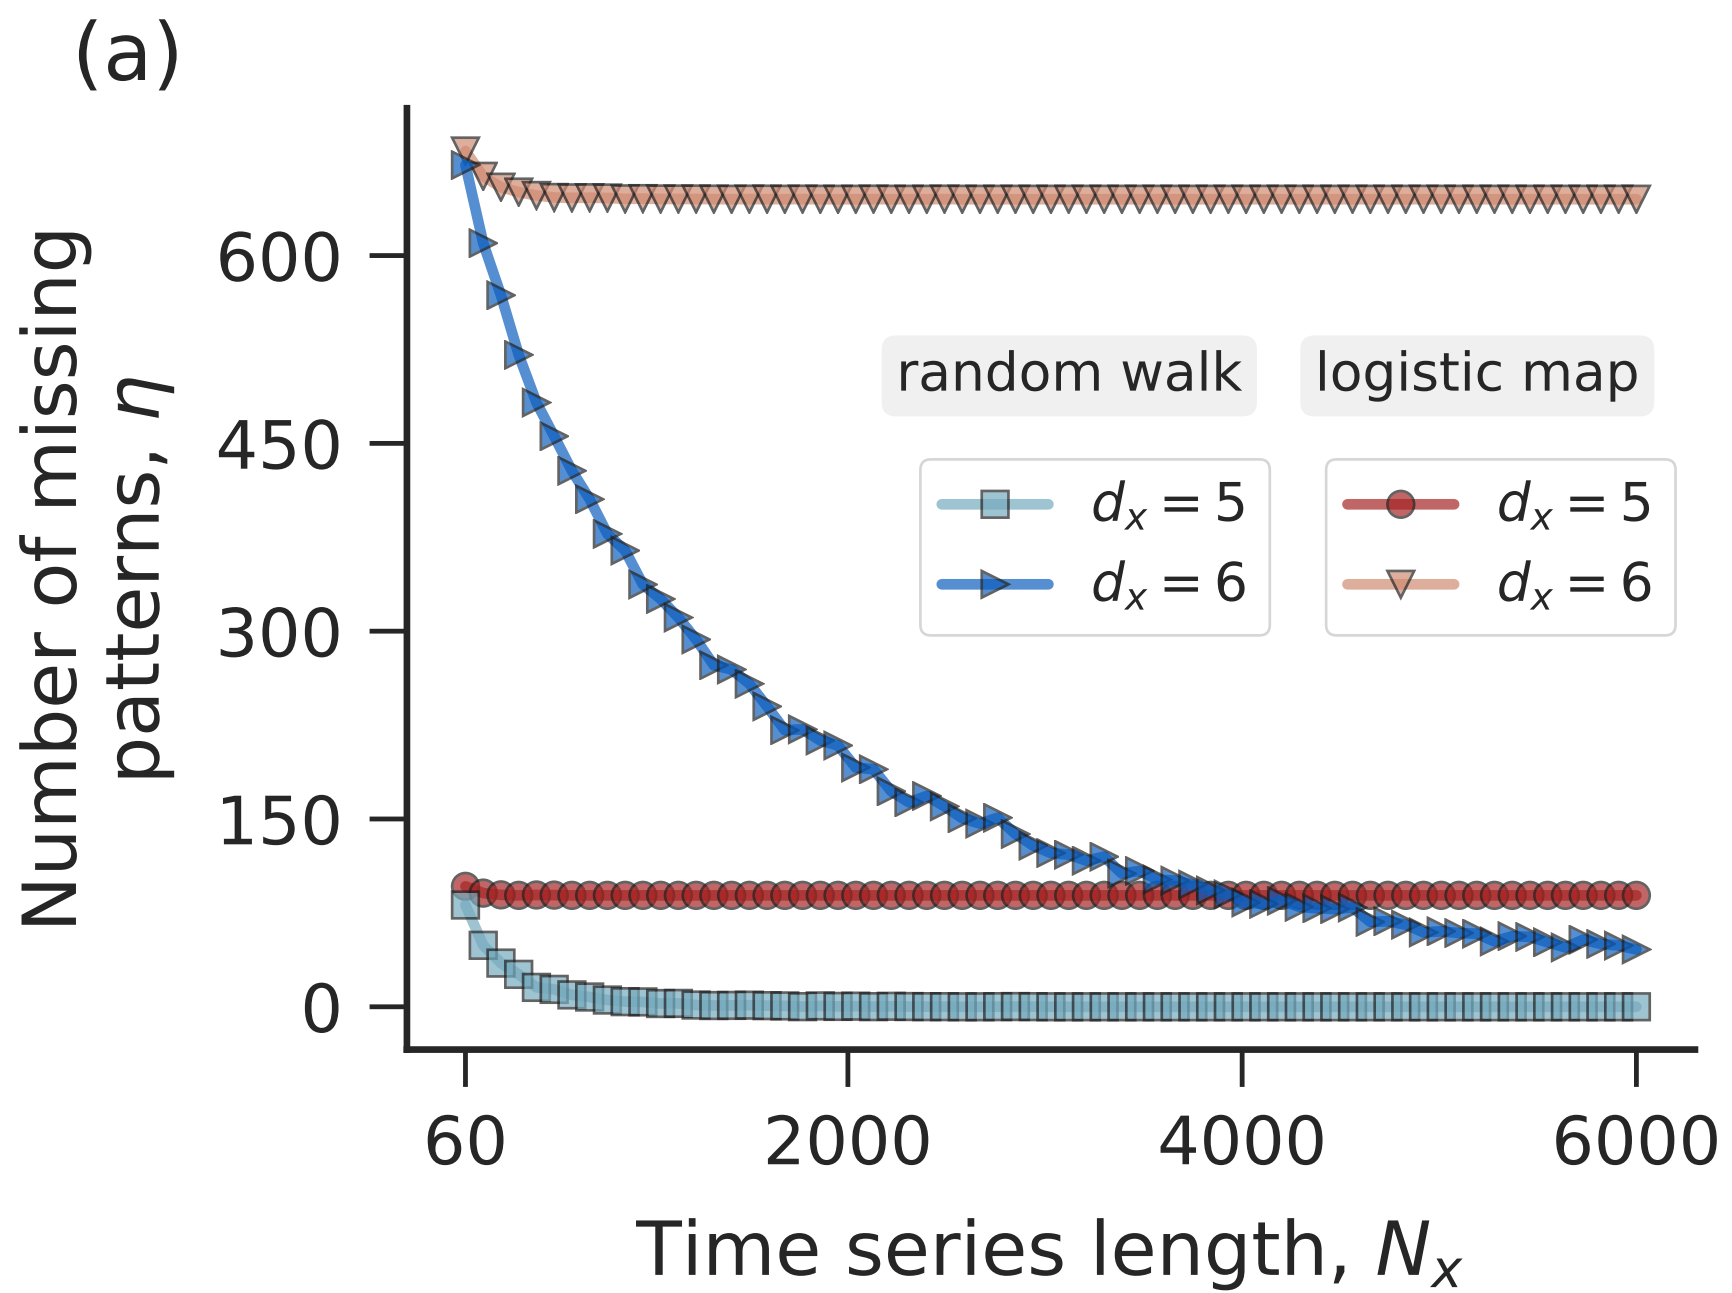 (a)
Number of missing
patterns, η
600
450
300
150
0
random walk
logistic map
dₓ = 5
dₓ = 6
dₓ = 5
dₓ = 6
60 2000 4000 6000
Time series length, Nₓ